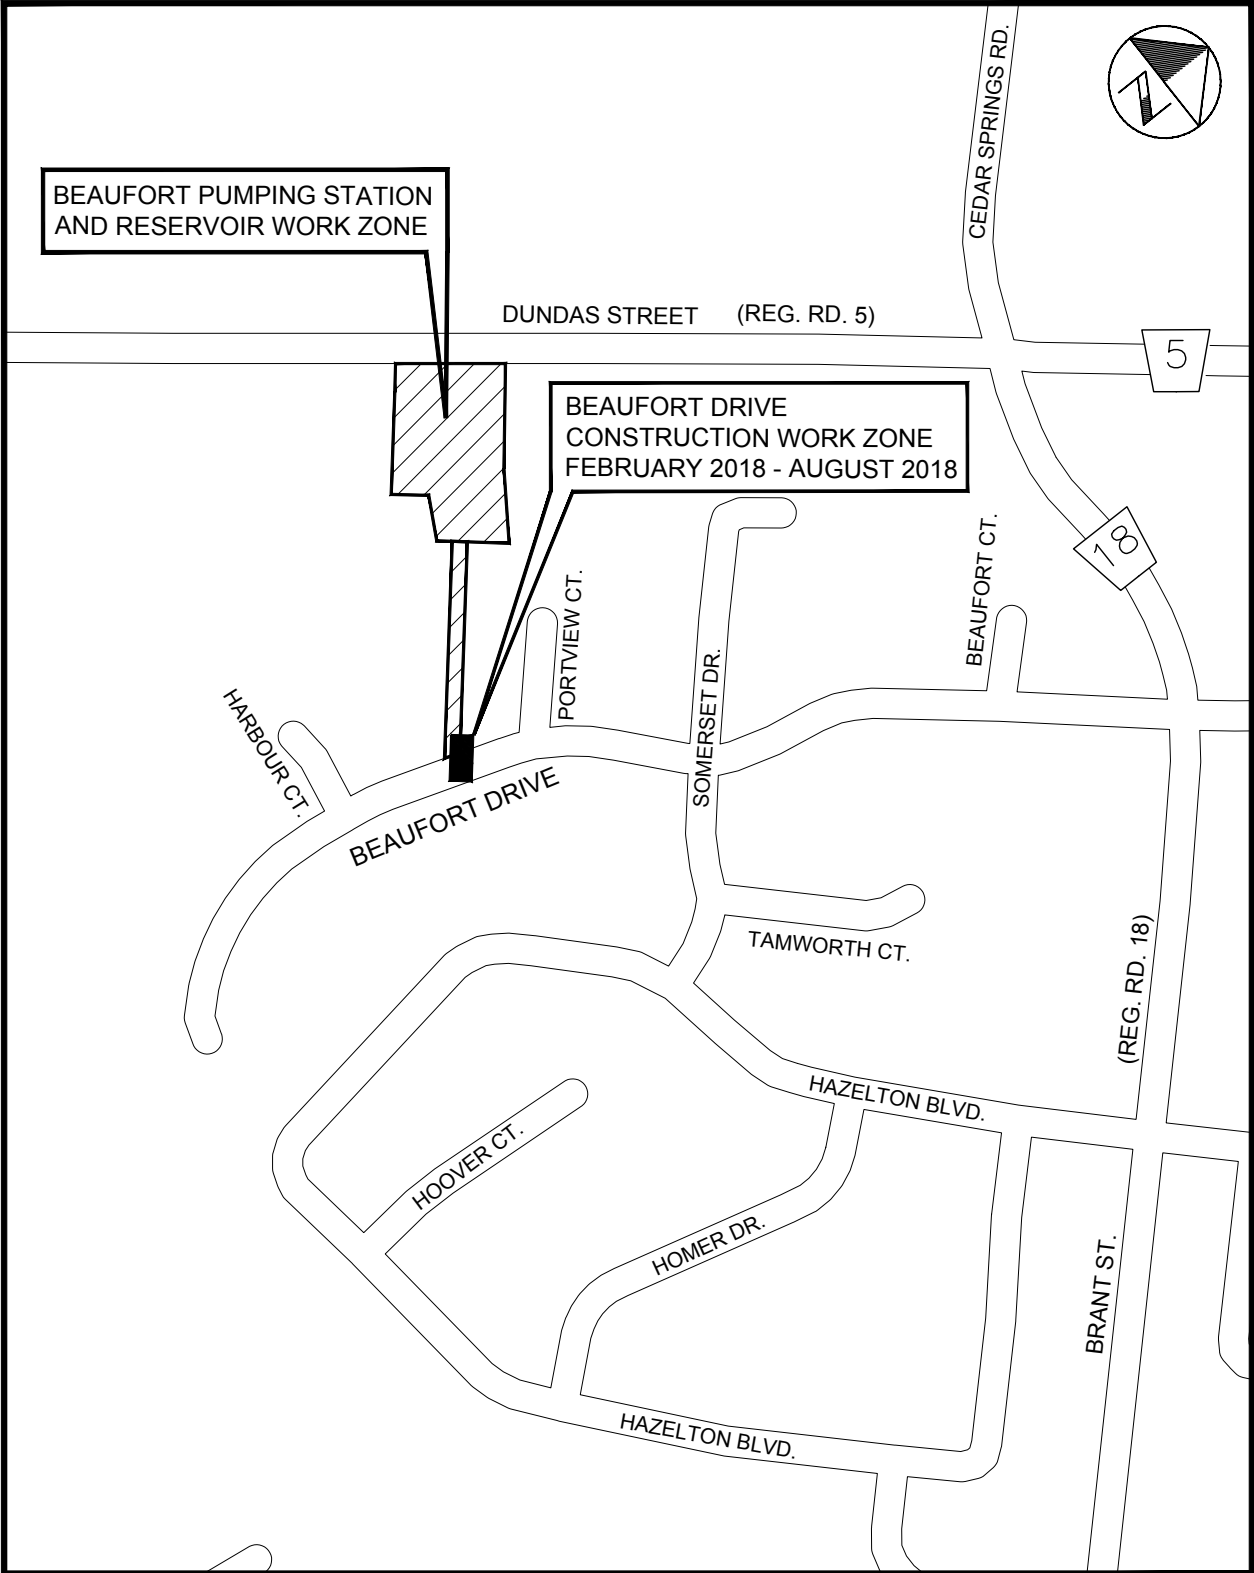 CEDAR SPRINGS RD.
N
BEAUFORT PUMPING STATION
AND RESERVOIR WORK ZONE
DUNDAS STREET (REG. RD. 5)
5
BEAUFORT DRIVE
CONSTRUCTION WORK ZONE
FEBRUARY 2018 - AUGUST 2018
18
PORTVIEW CT.
SOMERSET DR.
BEAUFORT CT.
HARBOUR CT.
BEAUFORT DRIVE
TAMWORTH CT.
(REG. RD. 18)
HAZELTON BLVD.
HOOVER CT.
HOMER DR.
BRANT ST.
HAZELTON BLVD.